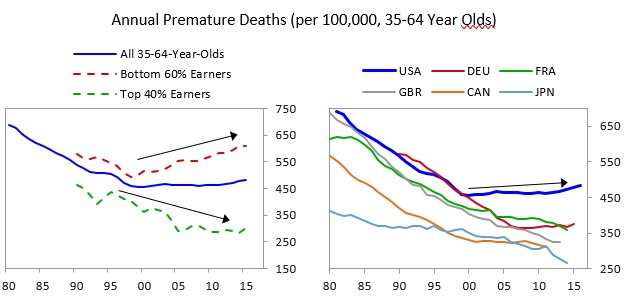 Annual Premature Deaths (per 100,000, 35-64 Year Olds)
All 35-64-Year-Olds
Bottom 60% Earners
Top 40% Earners
750
650
550
450
350
250
150
80 85 90 95 00 05 10 15
USA DEU FRA
GBR CAN JPN
650
550
450
350
250
80 85 90 95 00 05 10 15